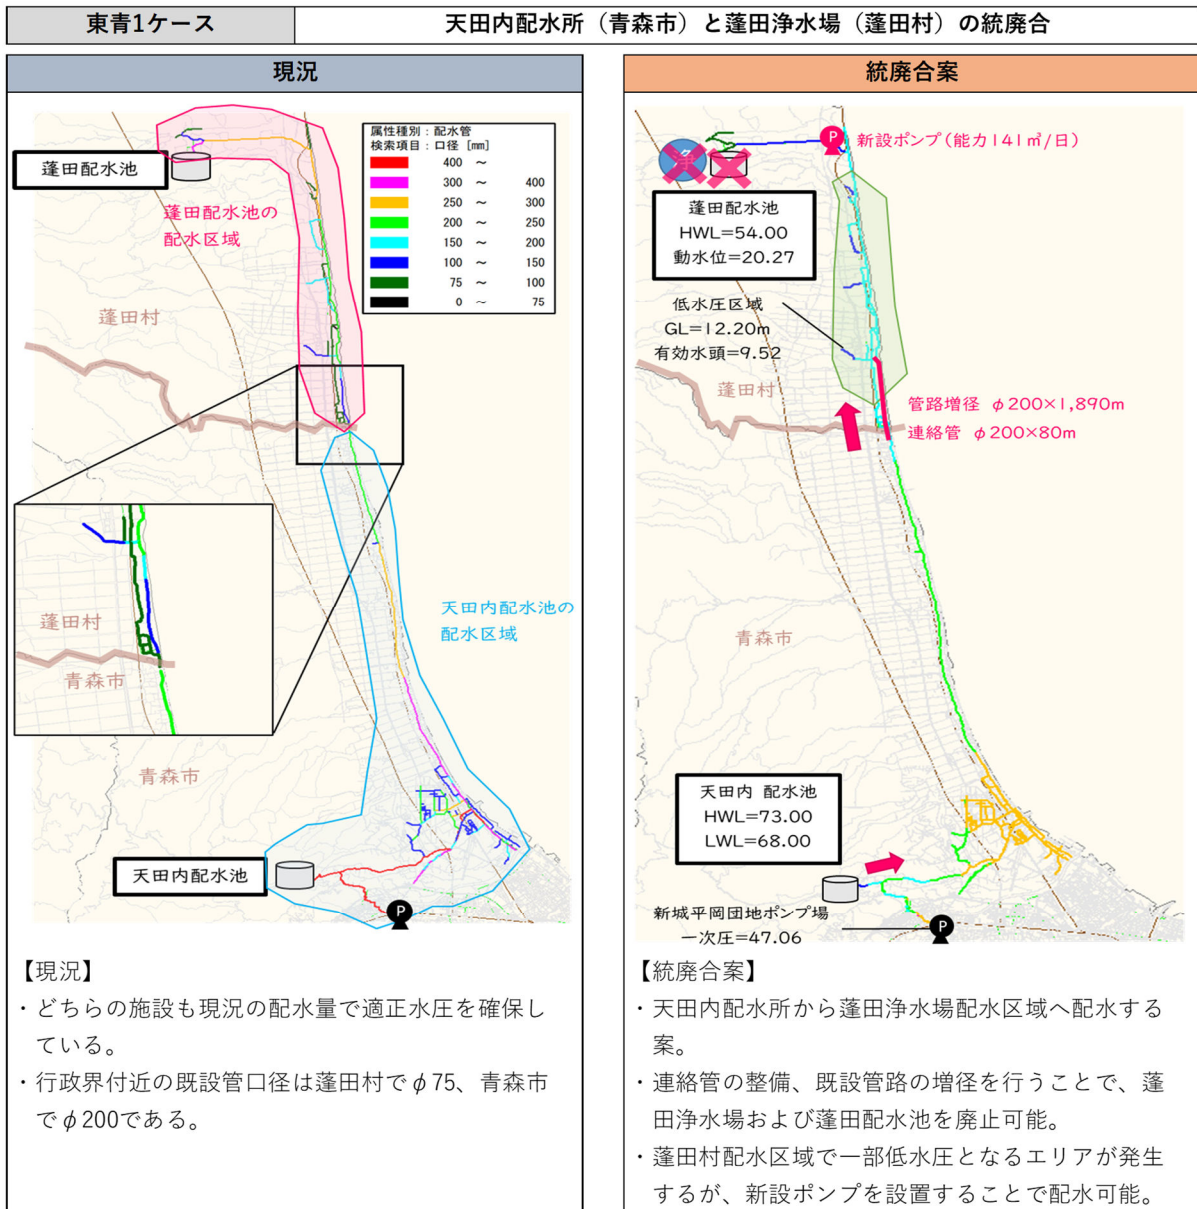 東青1ケース
天田内配水所（青森市）と蓬田浄水場（蓬田村）の統廃合
現況
蓬田配水池
蓬田配水池の
配水区域
属性種別：配水管
検索項目：口径 [mm]
400 ～
300 ～ 400
250 ～ 300
200 ～ 250
150 ～ 200
100 ～ 150
75 ～ 100
0 ～ 75
蓬田村
蓬田村
青森市
天田内配水池の
配水区域
青森市
天田内配水池
P
【現況】
・どちらの施設も現況の配水量で適正水圧を確保し
ている。
・行政界付近の既設管口径は蓬田村でφ75、青森市
でφ200である。
統廃合案
P
新設ポンプ（能力141㎥/日）
蓬田配水池
HWL=54.00
動水位=20.27
低水圧区域
GL=12.20m
有効水頭=9.52
蓬田村
管路増径 φ200×1,890m
連絡管 φ200×80m
青森市
天田内 配水池
HWL=73.00
LWL=68.00
新城平岡団地ポンプ場
一次圧=47.06
P
【統廃合案】
・天田内配水所から蓬田浄水場配水区域へ配水する
案。
・連絡管の整備、既設管路の増径を行うことで、蓬
田浄水場および蓬田配水池を廃止可能。
・蓬田村配水区域で一部低水圧となるエリアが発生
するが、新設ポンプを設置することで配水可能。